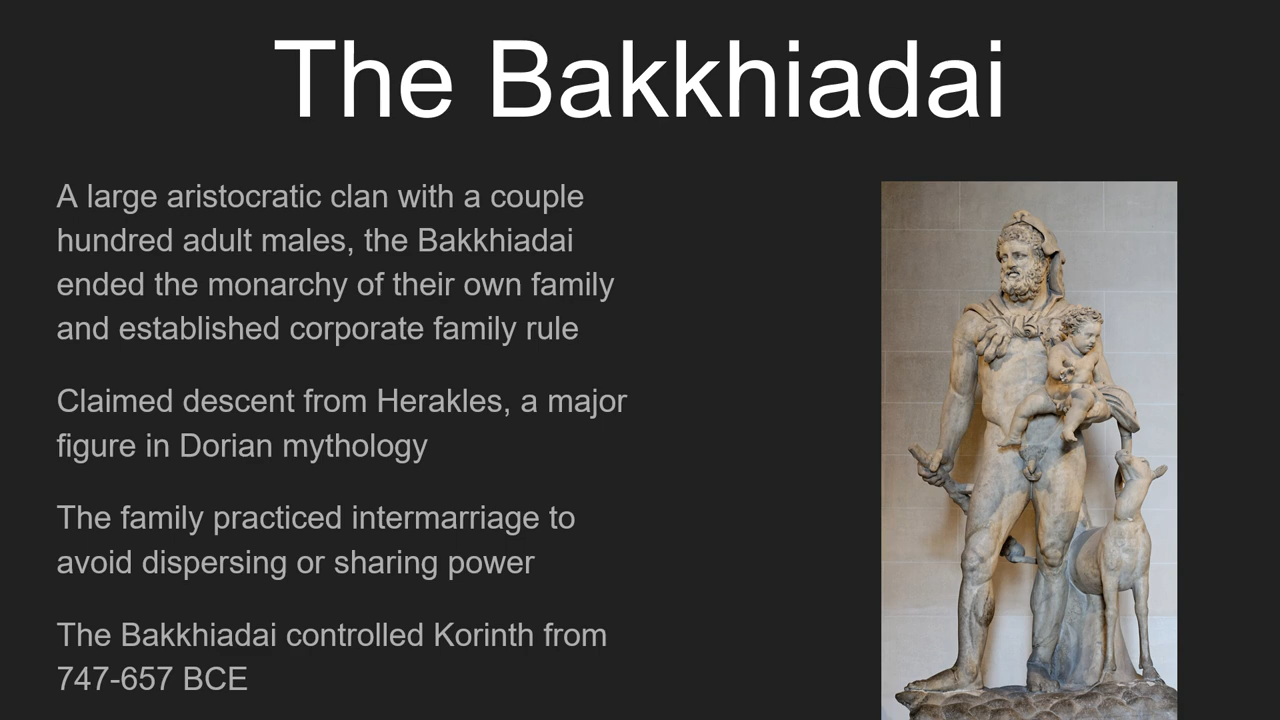 The Bakkhiadai
A large aristocratic clan with a couple
hundred adult males, the Bakkhiadai
ended the monarchy of their own family
and established corporate family rule
Claimed descent from Herakles, a major
figure in Dorian mythology
The family practiced intermarriage to
avoid dispersing or sharing power
The Bakkhiadai controlled Korinth from
747-657 BCE